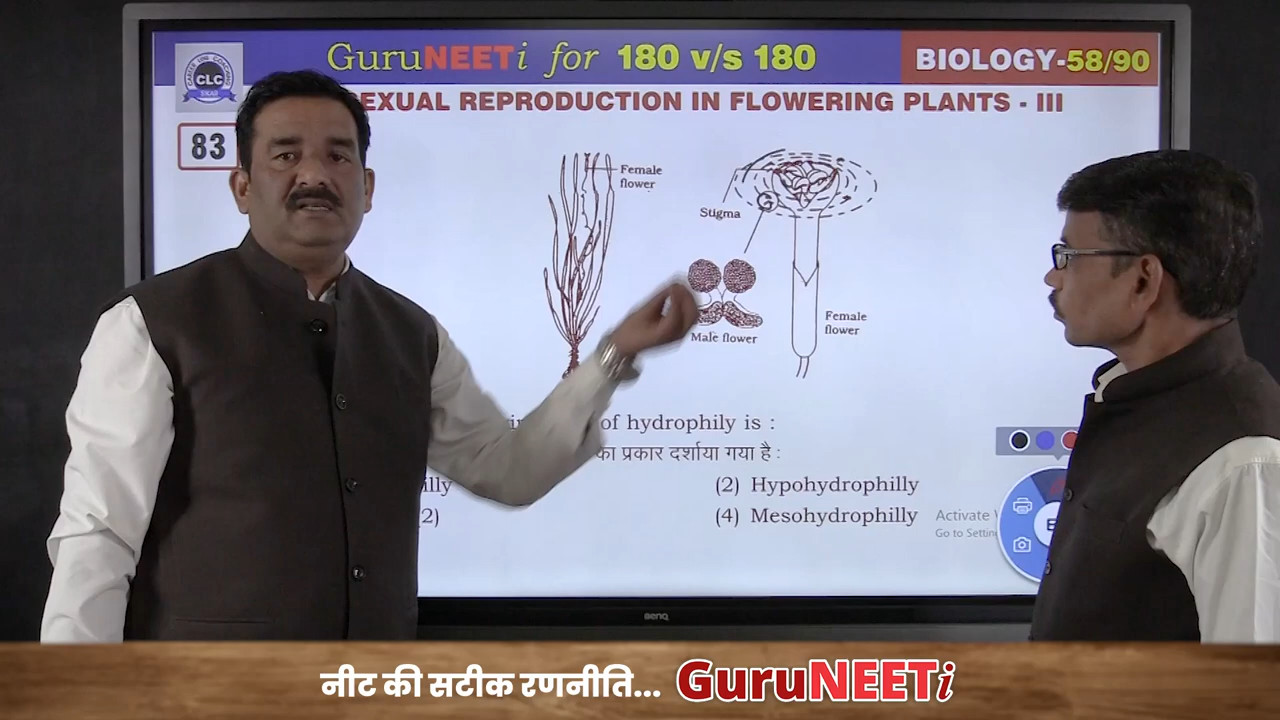 GuruNEETi for 180 v/s 180
BIOLOGY-58/90
CLC
EXUAL REPRODUCTION IN FLOWERING PLANTS - III
83
Female
flower
Stigma
Male flower
Female
flower
of hydrophily is :
का प्रकार दर्शाया गया है :
illy
(2) Hypohydrophilly
2)
(4) Mesohydrophilly
Activate
Go to Settin
BenQ
नीट की सटीक रणनीति... GuruNEETi